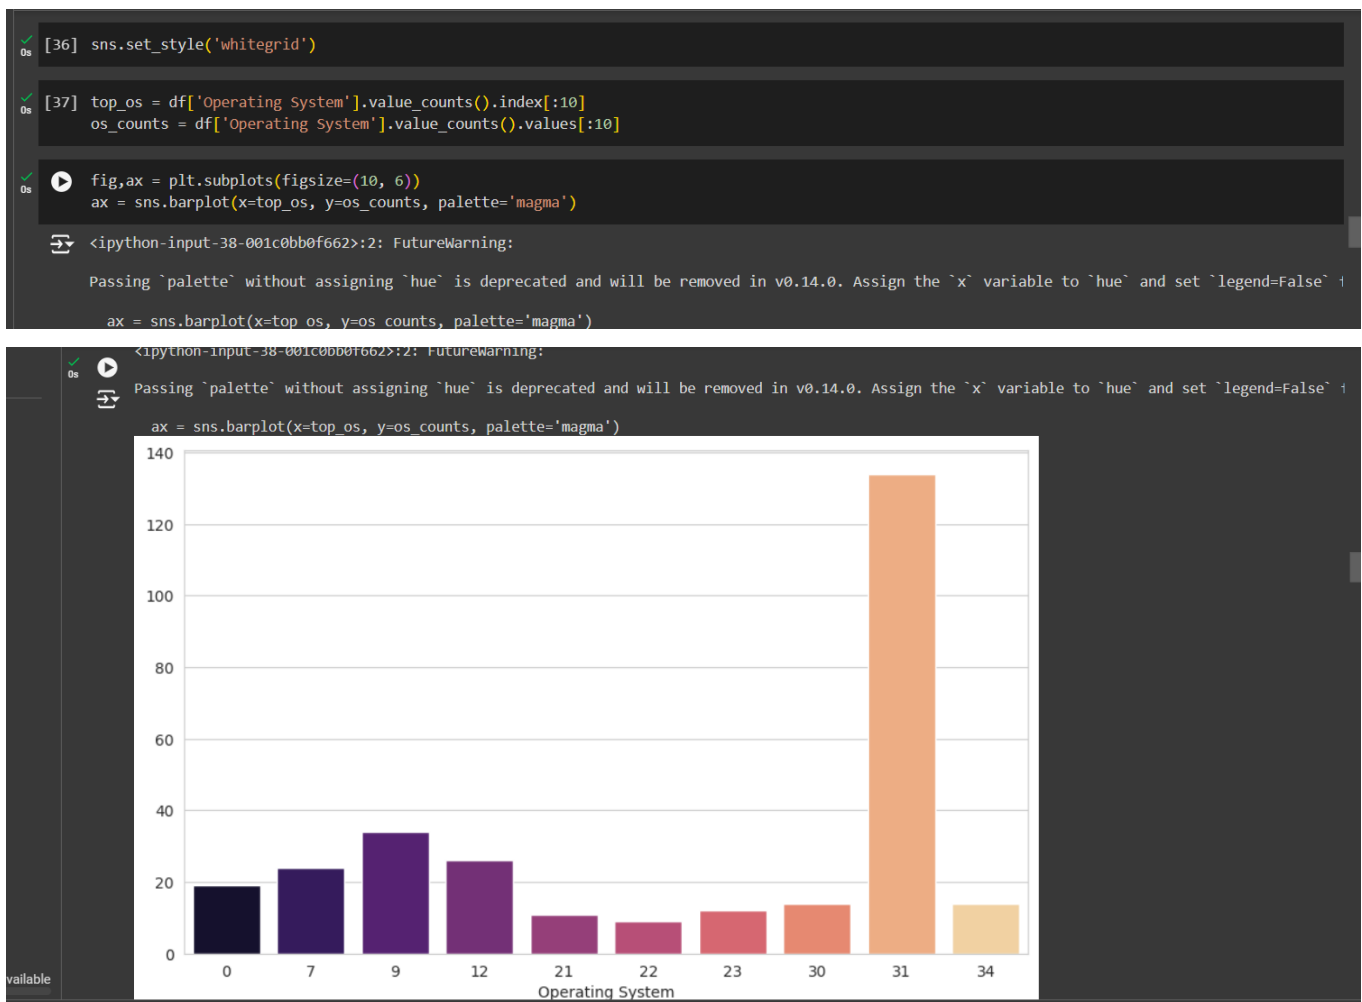 0s [36] sns.set_style('whitegrid')
0s [37] top_os = df['Operating System'].value_counts().index[:10]
os_counts = df['Operating System'].value_counts().values[:10]
0s fig,ax = plt.subplots(figsize=(10, 6))
ax = sns.barplot(x=top_os, y=os_counts, palette='magma')
<ipython-input-38-001c0bb0f662>:2: FutureWarning:
Passing `palette` without assigning `hue` is deprecated and will be removed in v0.14.0. Assign the `x` variable to `hue` and set `legend=False`
ax = sns.barplot(x=top_os, y=os_counts, palette='magma')
<ipython-input-38-001c0bb0f662>:2: FutureWarning:
0s
Passing `palette` without assigning `hue` is deprecated and will be removed in v0.14.0. Assign the `x` variable to `hue` and set `legend=False`
ax = sns.barplot(x=top_os, y=os_counts, palette='magma')
140
120
100
80
60
40
20
0
0 7 9 12 21 22 23 30 31 34
Operating System
vailable